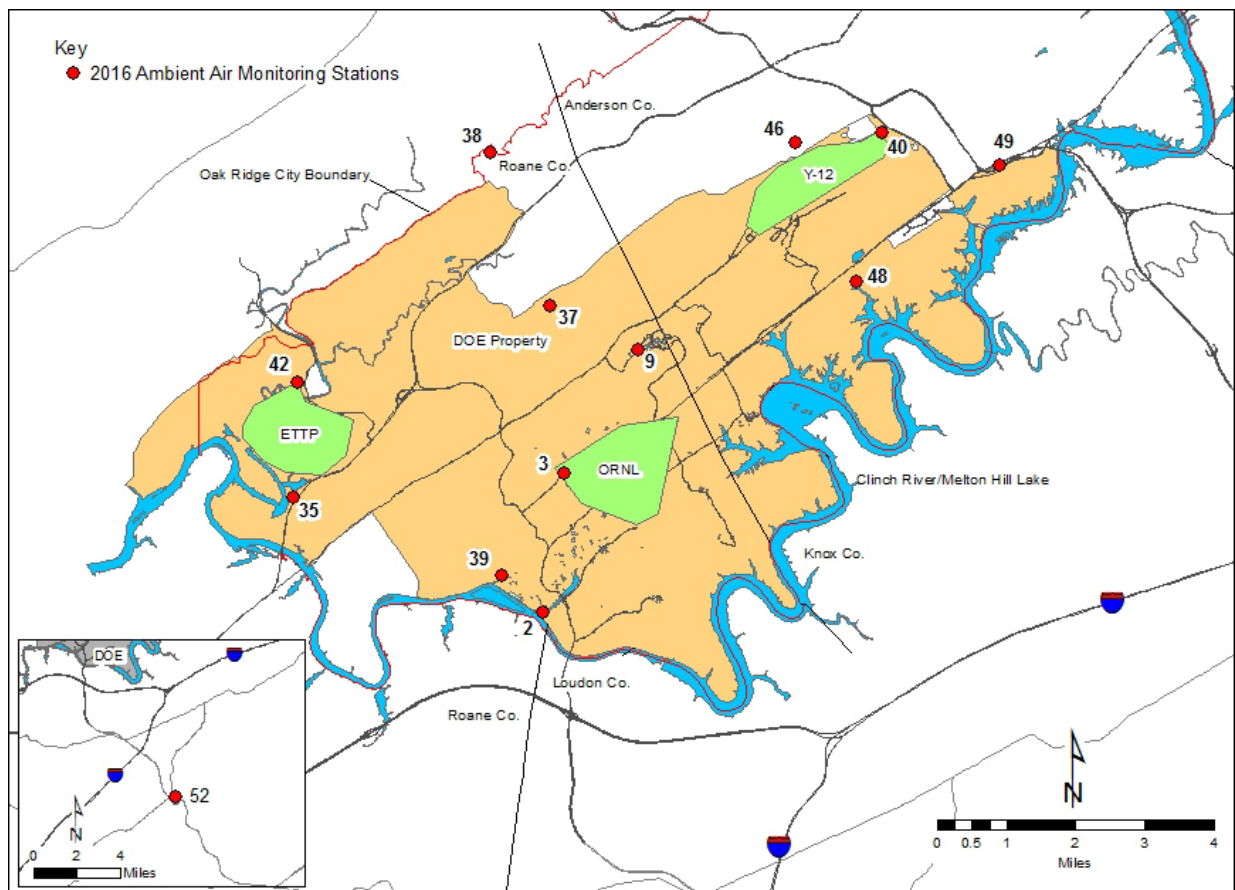 Key
2016 Ambient Air Monitoring Stations
Anderson Co.
38
46
40
49
Roane Co.
Oak Ridge City Boundary
Y-12
48
37
DOE Property
9
42
ETTP
3
ORNL
Clinch River/Melton Hill Lake
35
39
Knox Co.
2
Loudon Co.
Roane Co.
DOE
52
N
0 2 4
Miles
N
0 0.5 1 2 3 4
Miles